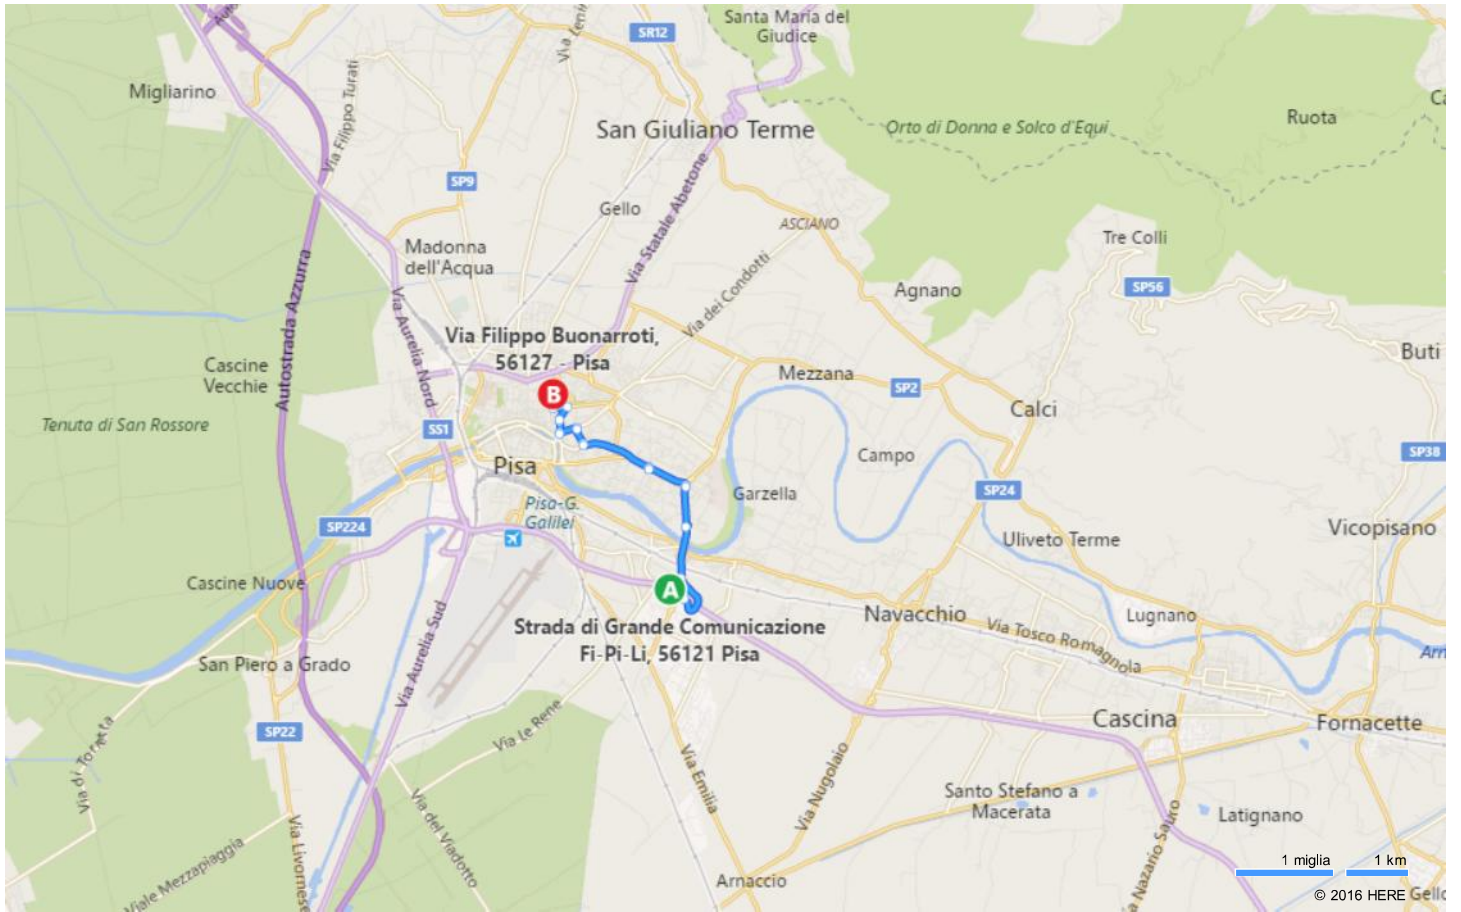 Santa Maria del
Giudice
SR12
Via Filippo Turati
Migliarino
Ruota
San Giuliano Terme
Orto di Donna e Solco d'Equi
SP9
Gello
ASCIANO
Via Statale Abetone
Tre Colli
Madonna
dell'Acqua
Via dei Condotti
Agnano
SP56
Autostrada Azzurra
Via Aurelia Nord
Via Filippo Buonarroti,
56127 - Pisa
Buti
Cascine
Vecchie
Mezzana
SP2
B
Calci
Tenuta di San Rossore
SS1
SP38
Pisa
Campo
Garzella
SP24
Pisa-G.
Galilei
SP224
Vicopisano
Uliveto Terme
Cascine Nuove
A
Strada di Grande Comunicazione
Fi-Pi-Li, 56121 Pisa
Navacchio
Lugnano
Via Tosco Romagnola
San Piero a Grado
Via Aurelia Sud
SP22
Via Le Rene
Cascina
Fornacette
Via di Toretta
Via Emilia
Via Nugolaio
Santo Stefano a
Macerata
Latignano
Via del Viadotto
Via Livornese
Viale Mezzapiaggia
Nazario Sauro
Arnaccio
1 miglia
1 km
© 2016 HERE